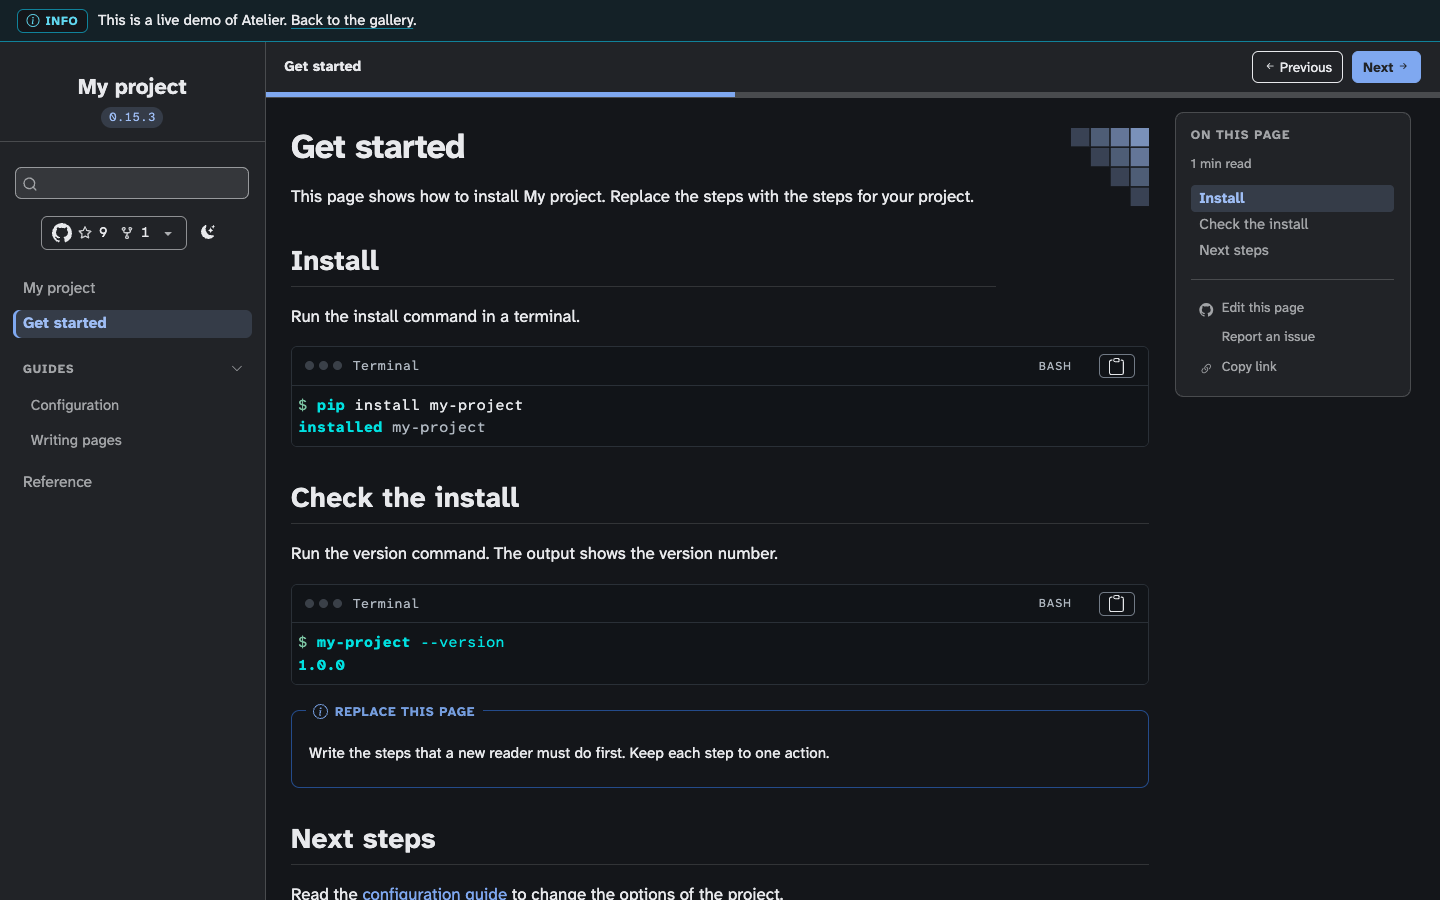 INFO This is a live demo of Atelier. Back to the gallery.
My project
0.15.3
9 1
My project
Get started
GUIDES
Configuration
Writing pages
Reference
Get started
← Previous
Next →
Get started
This page shows how to install My project. Replace the steps with the steps for your project.
Install
Run the install command in a terminal.
Terminal BASH
$ pip install my-project
installed my-project
Check the install
Run the version command. The output shows the version number.
Terminal BASH
$ my-project --version
1.0.0
REPLACE THIS PAGE
Write the steps that a new reader must do first. Keep each step to one action.
Next steps
Read the configuration guide to change the options of the project.
ON THIS PAGE
1 min read
Install
Check the install
Next steps
Edit this page
Report an issue
Copy link